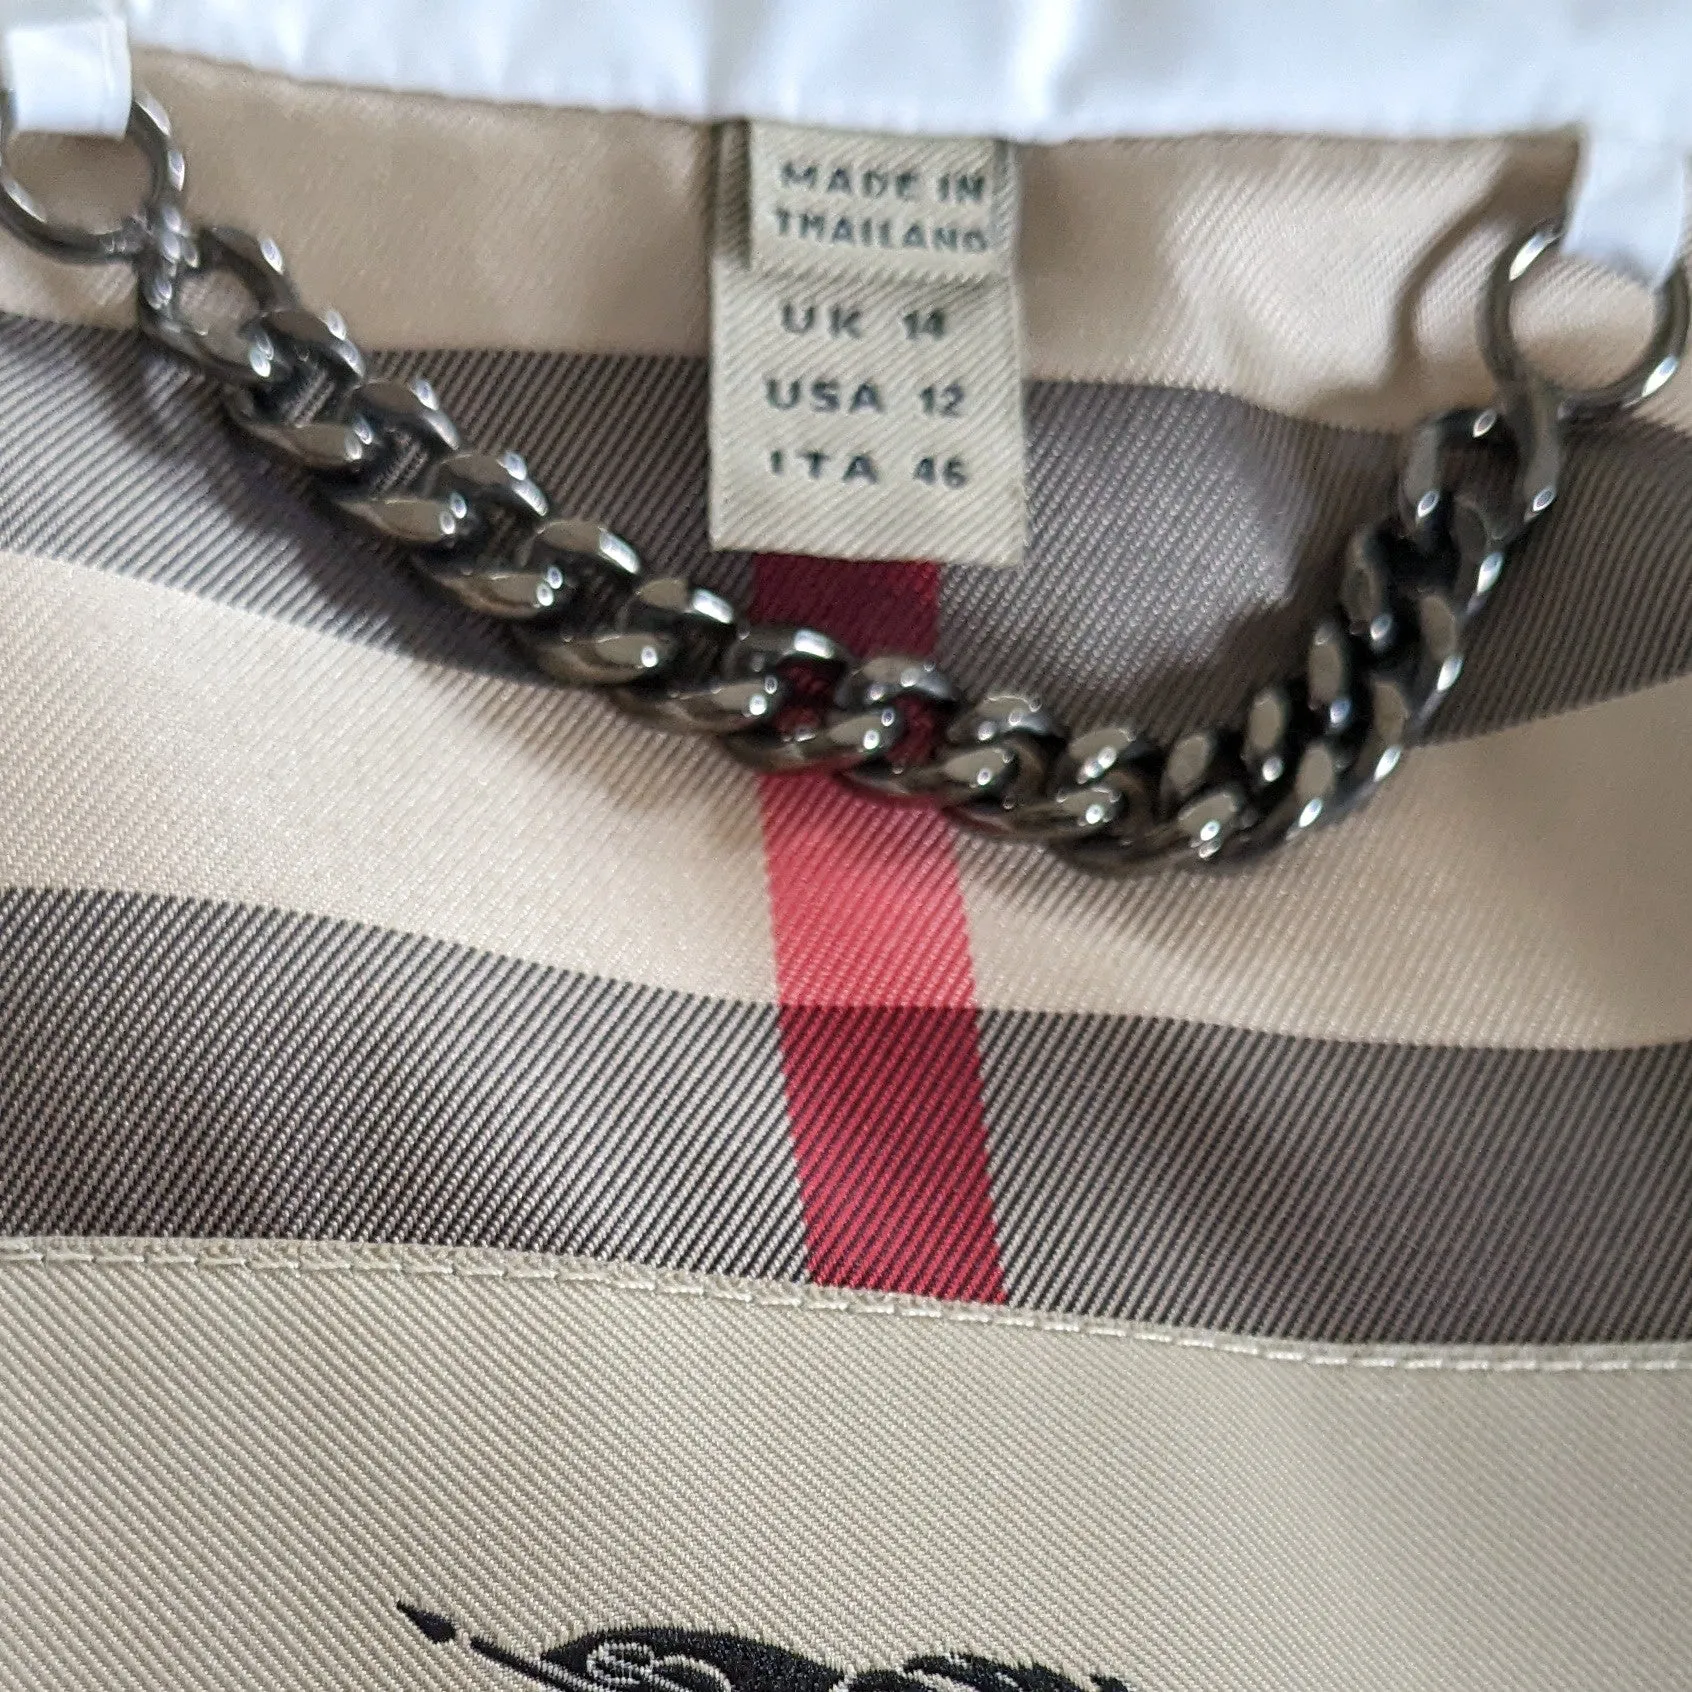 MADE IN
THAILAND
UK 14
USA 12
ITA 46